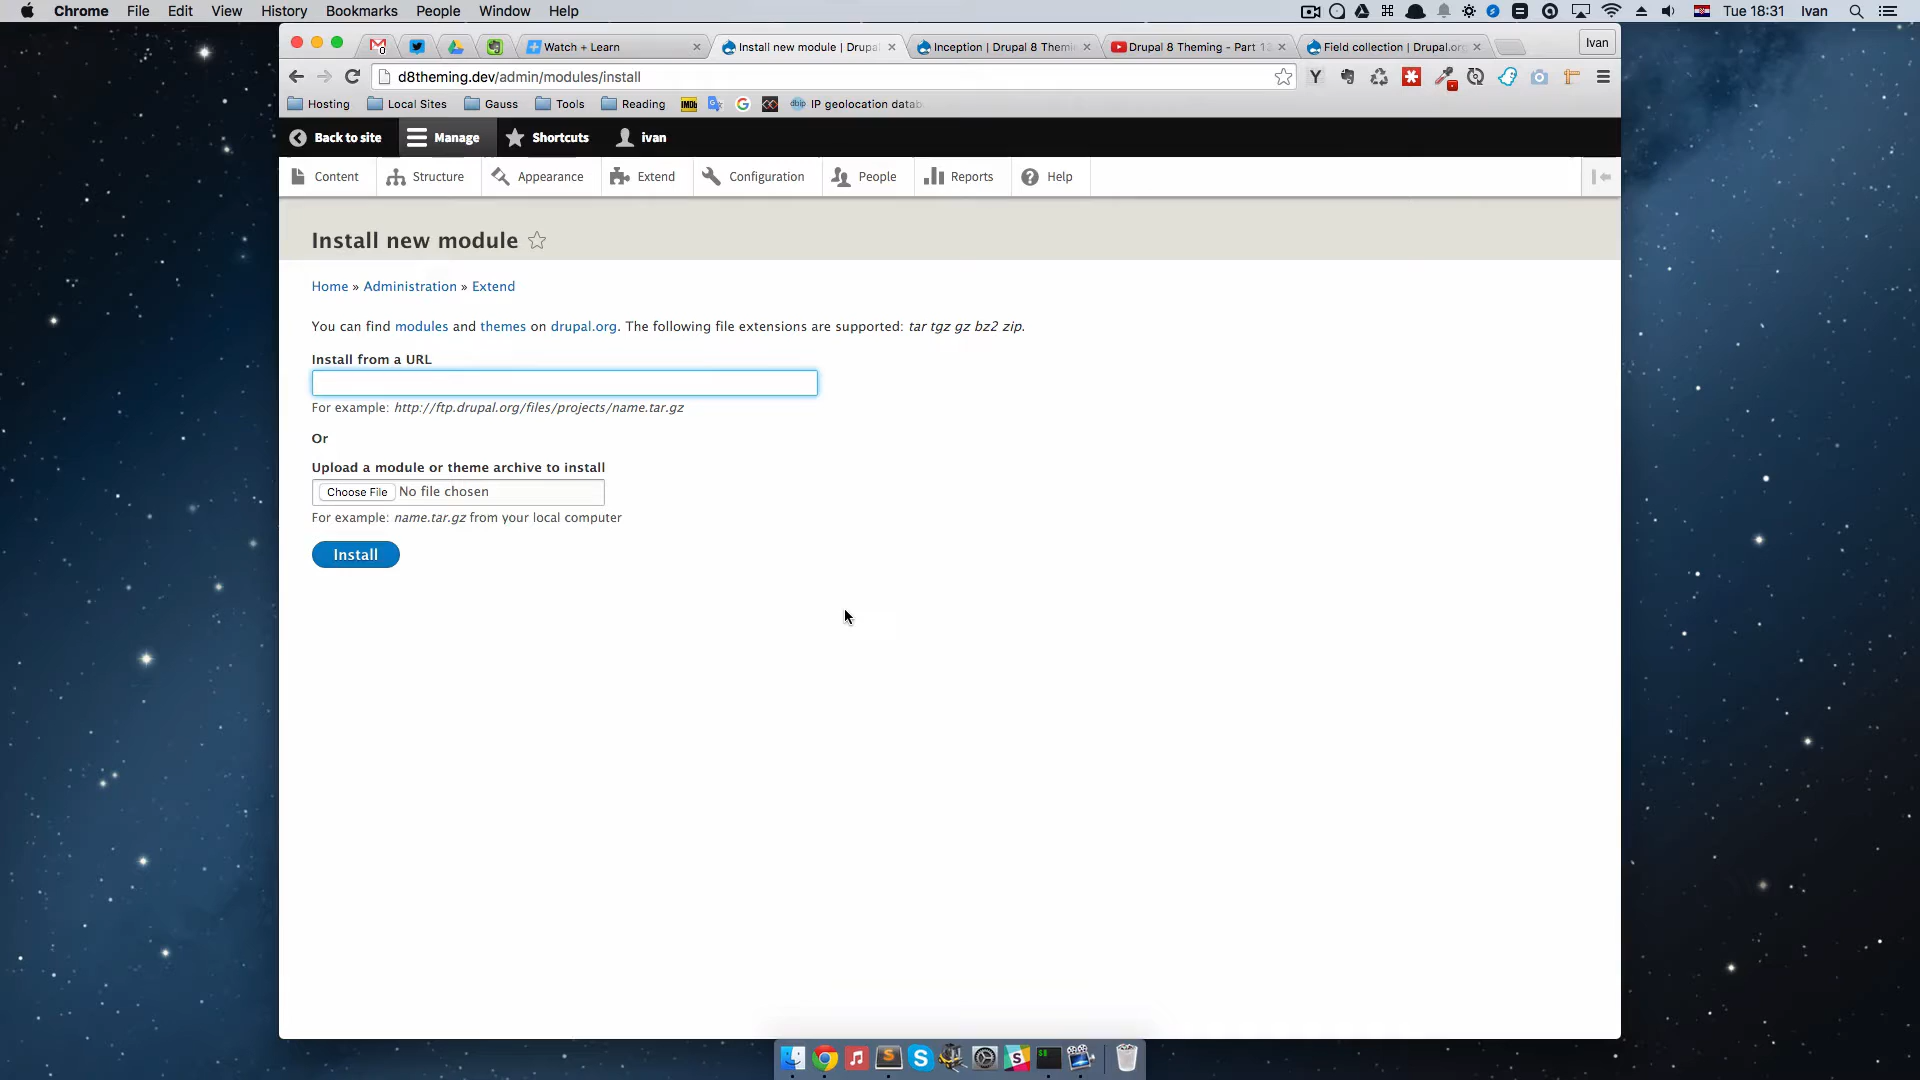 Chrome File Edit View History Bookmarks People Window Help Tue 18:31 Ivan
Watch + Learn Install new module | Drupal Inception | Drupal 8 Themi Drupal 8 Theming - Part 1 Field collection | Drupal.org Ivan
d8theming.dev/admin/modules/install
Hosting Local Sites Gauss Tools Reading IMDb dbip IP geolocation datab
Back to site Manage Shortcuts ivan
Content Structure Appearance Extend Configuration People Reports Help
Install new module
Home » Administration » Extend
You can find modules and themes on drupal.org. The following file extensions are supported: tar tgz gz bz2 zip.
Install from a URL
For example: http://ftp.drupal.org/files/projects/name.tar.gz
Or
Upload a module or theme archive to install
Choose File No file chosen
For example: name.tar.gz from your local computer
Install